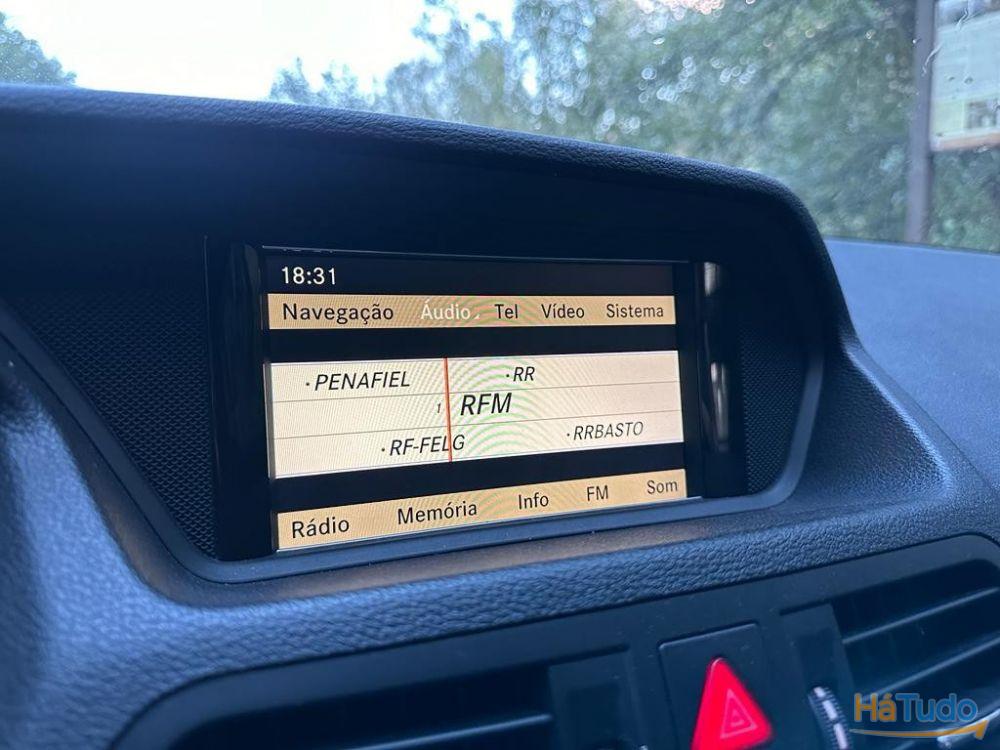 18:31
Navegação Áudio Tel Vídeo Sistema
·PENAFIEL ·RR
1 RFM
·RF-FELG ·RRBASTO
Rádio Memória Info FM Som
HáTudo